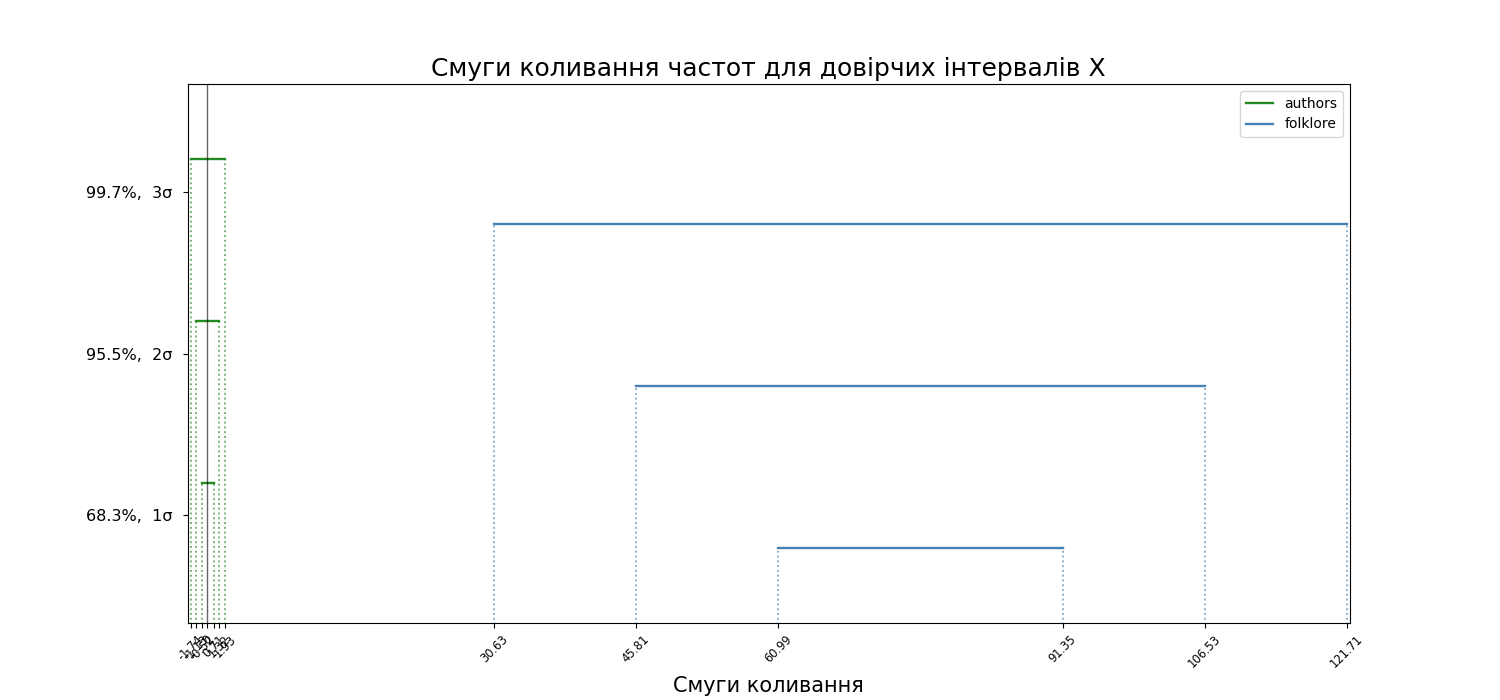 Смуги коливання частот для довірчих інтервалів X
authors
folklore
99.7%, 3σ
95.5%, 2σ
68.3%, 1σ
30.63
45.81
60.99
91.35
106.53
121.71
Смуги коливання